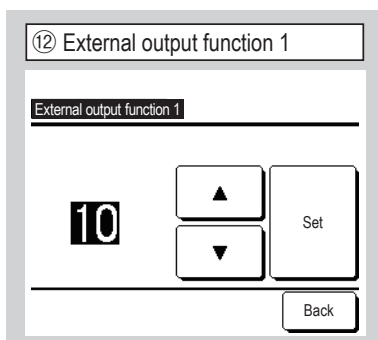 ⑫ External output function 1
External output function 1
10
▲
Set
▼
Back